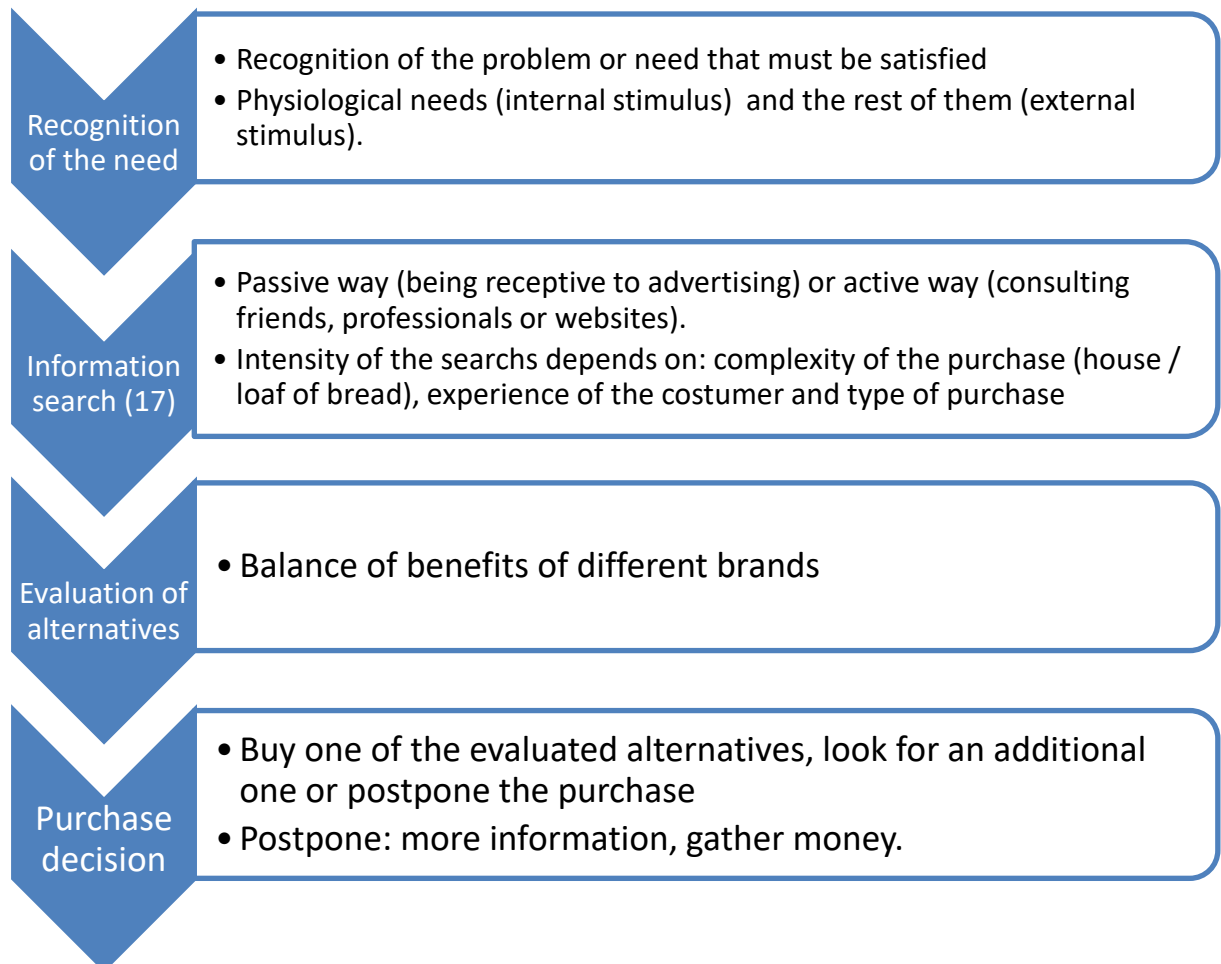 Recognition
of the need
• Recognition of the problem or need that must be satisfied
• Physiological needs (internal stimulus)  and the rest of them (external
stimulus).
Information
search (17)
• Passive way (being receptive to advertising) or active way (consulting
friends, professionals or websites).
• Intensity of the searchs depends on: complexity of the purchase (house /
loaf of bread), experience of the costumer and type of purchase
Evaluation of
alternatives
• Balance of benefits of different brands
Purchase
decision
• Buy one of the evaluated alternatives, look for an additional
one or postpone the purchase
• Postpone: more information, gather money.